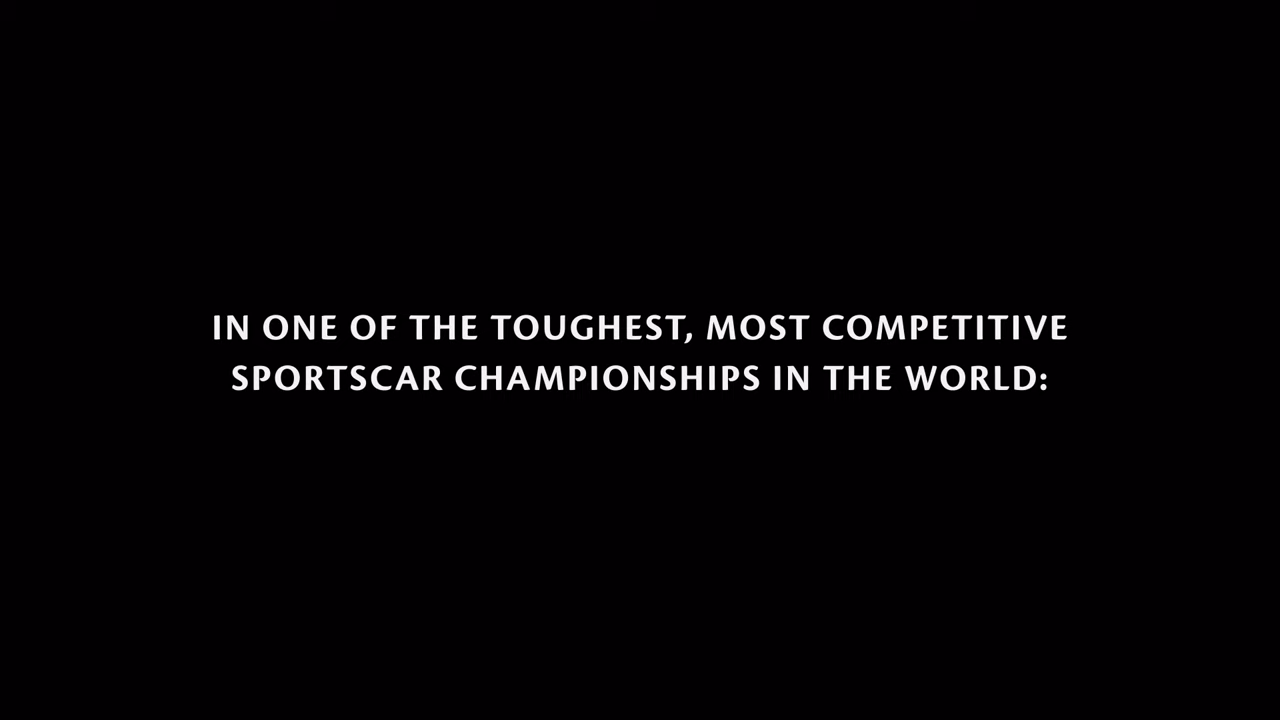 IN ONE OF THE TOUGHEST, MOST COMPETITIVE
SPORTSCAR CHAMPIONSHIPS IN THE WORLD: